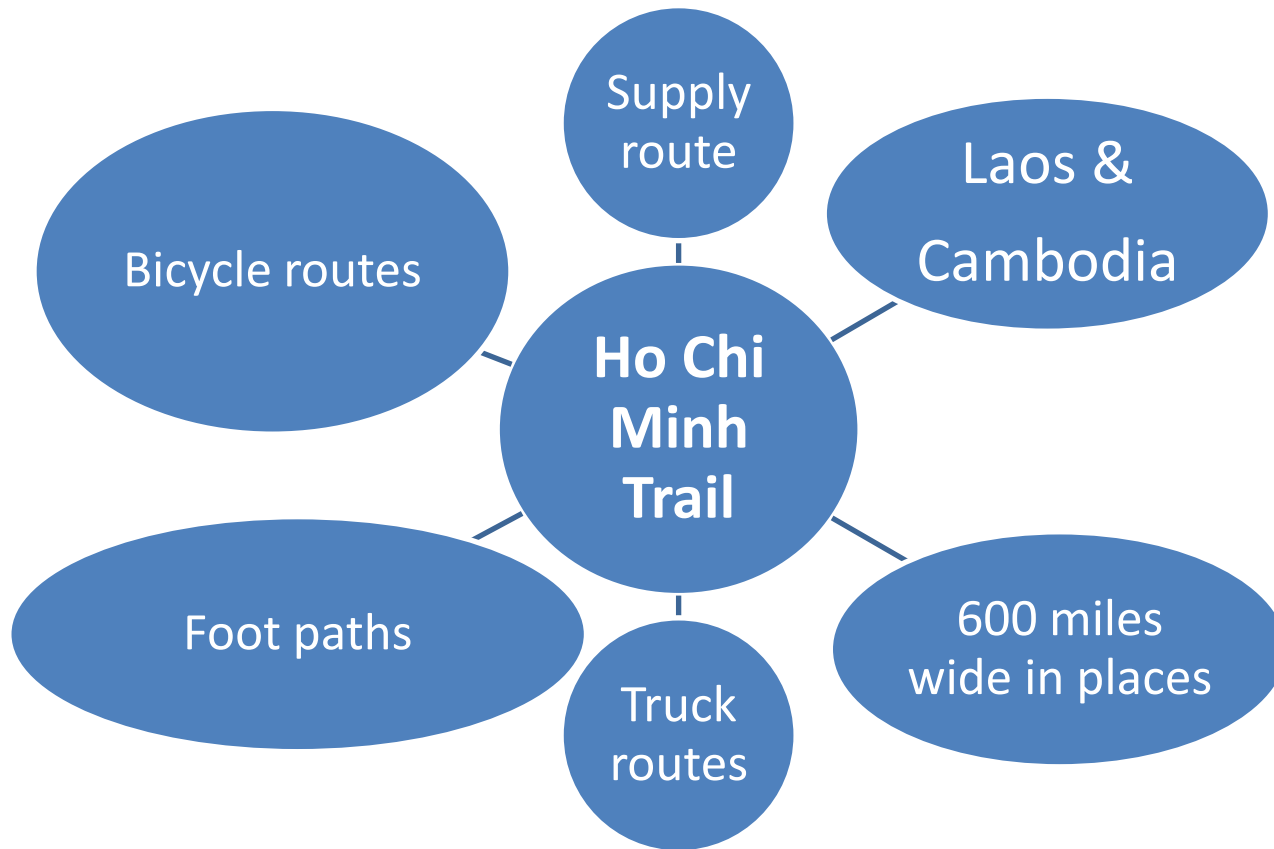 Supply
route
Laos &
Cambodia
Bicycle routes
Ho Chi
Minh
Trail
Foot paths
600 miles
wide in places
Truck
routes